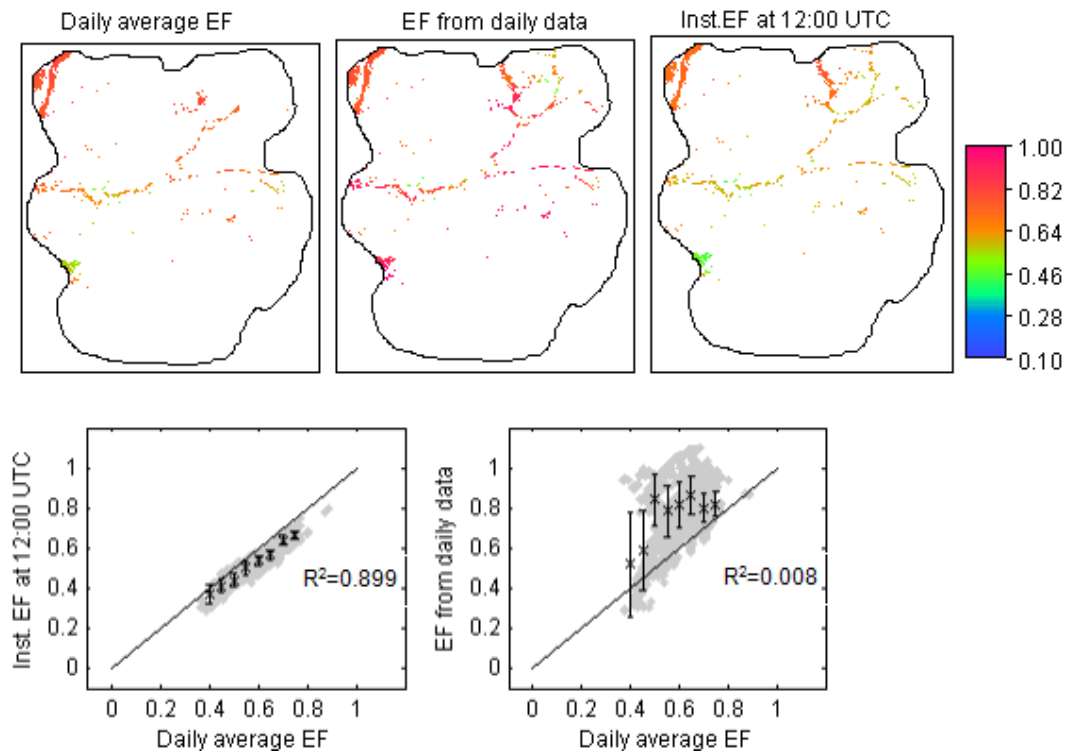 Daily average EF
EF from daily data
Inst.EF at 12:00 UTC
1.00
0.82
0.64
0.46
0.28
0.10
Inst. EF at 12:00 UTC
1
0.8
0.6
0.4
0.2
0
R²=0.899
0 0.2 0.4 0.6 0.8 1
Daily average EF
EF from daily data
1
0.8
0.6
0.4
0.2
0
R²=0.008
0 0.2 0.4 0.6 0.8 1
Daily average EF